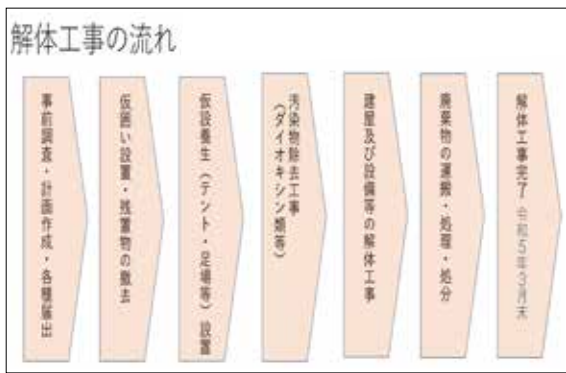 解体工事の流れ
事前調査・計画作成・各種届出
仮囲い設置・残置物の撤去
仮設養生（テント・足場等）設置
汚染物除去工事
（ダイオキシン類等）
建屋及び設備等の解体工事
廃棄物の運搬・処理・処分
解体工事完了 令和５年３月末